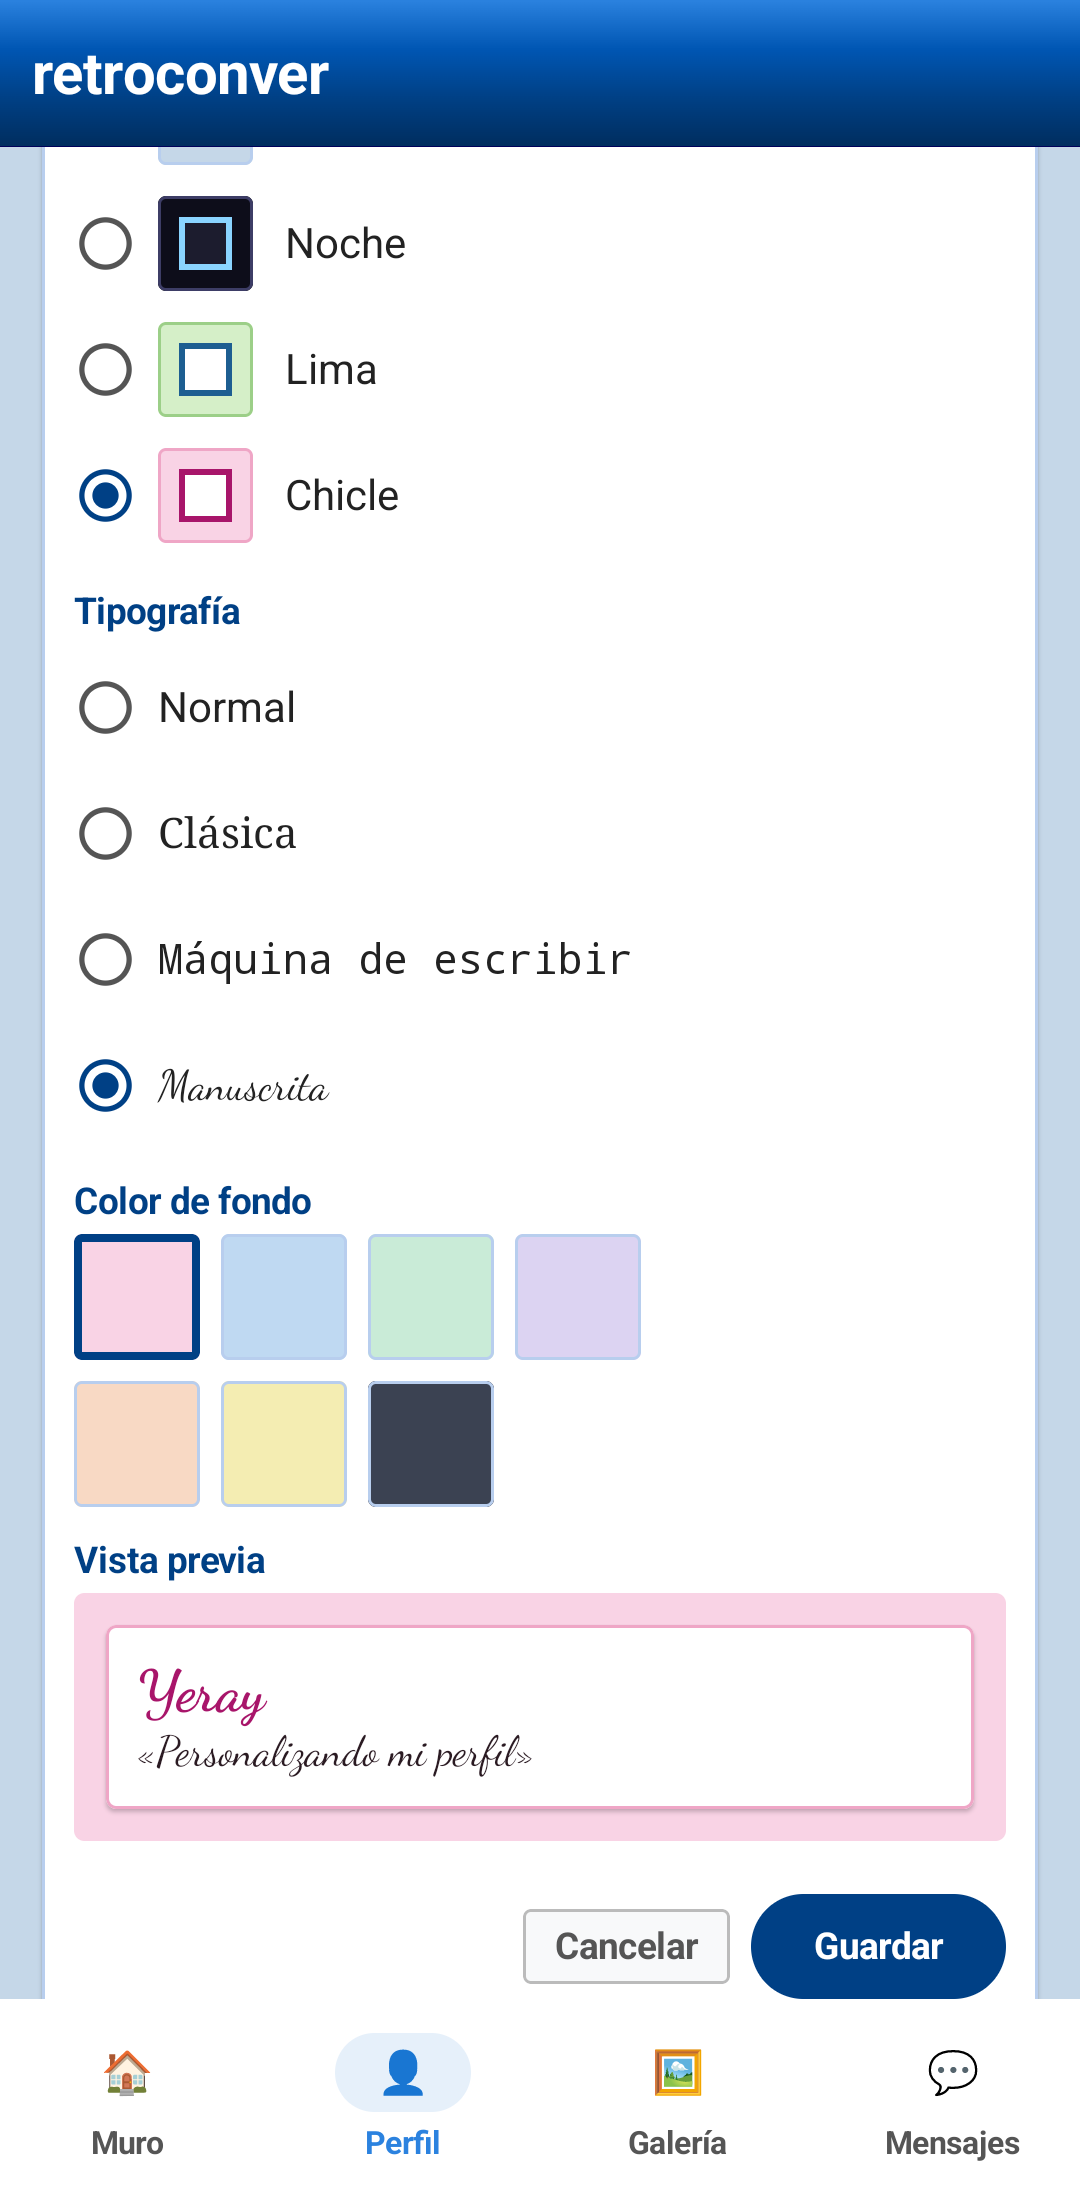 retroconver
Noche
Lima
Chicle
Tipografía
Normal
Clásica
Máquina de escribir
Manuscrita
Color de fondo
Vista previa
Yeray
«Personalizando mi perfil»
Cancelar
Guardar
Muro
Perfil
Galería
Mensajes